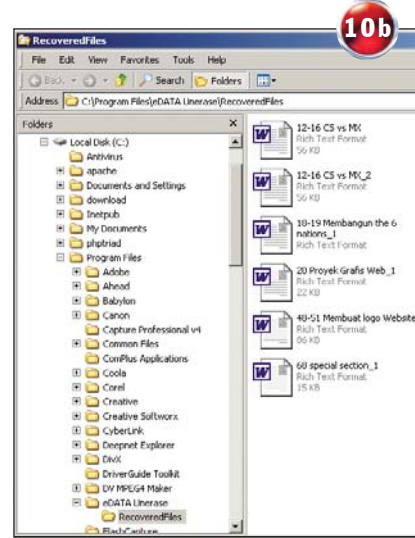 10b
RecoveredFiles
File Edit View Favorites Tools Help
Back Search Folders
Address C:\Program Files\eDATA Unerase\RecoveredFiles
Folders
Local Disk (C:)
Antivirus
apache
Documents and Settings
download
Inetpub
My Documents
phptriad
Program Files
Adobe
Ahead
Babylon
Canon
Capture Professional v4
Common Files
ComPlus Applications
Coola
Corel
Creative
Creative Softworx
CyberLink
Deepnet Explorer
DivX
DriverGuide Toolkit
DV MPEG4 Maker
eDATA Unerase
RecoveredFiles
FlashCapture
12-16 CS vs MX
Rich Text Format
56 KB
12-16 CS vs MX_2
Rich Text Format
56 KB
18-19 Membangun the 6
nations_1
Rich Text Format
20 Proyek Grafis Web_1
Rich Text Format
22 KB
48-51 Membuat logo Website
Rich Text Format
86 KB
68 special section_1
Rich Text Format
15 KB